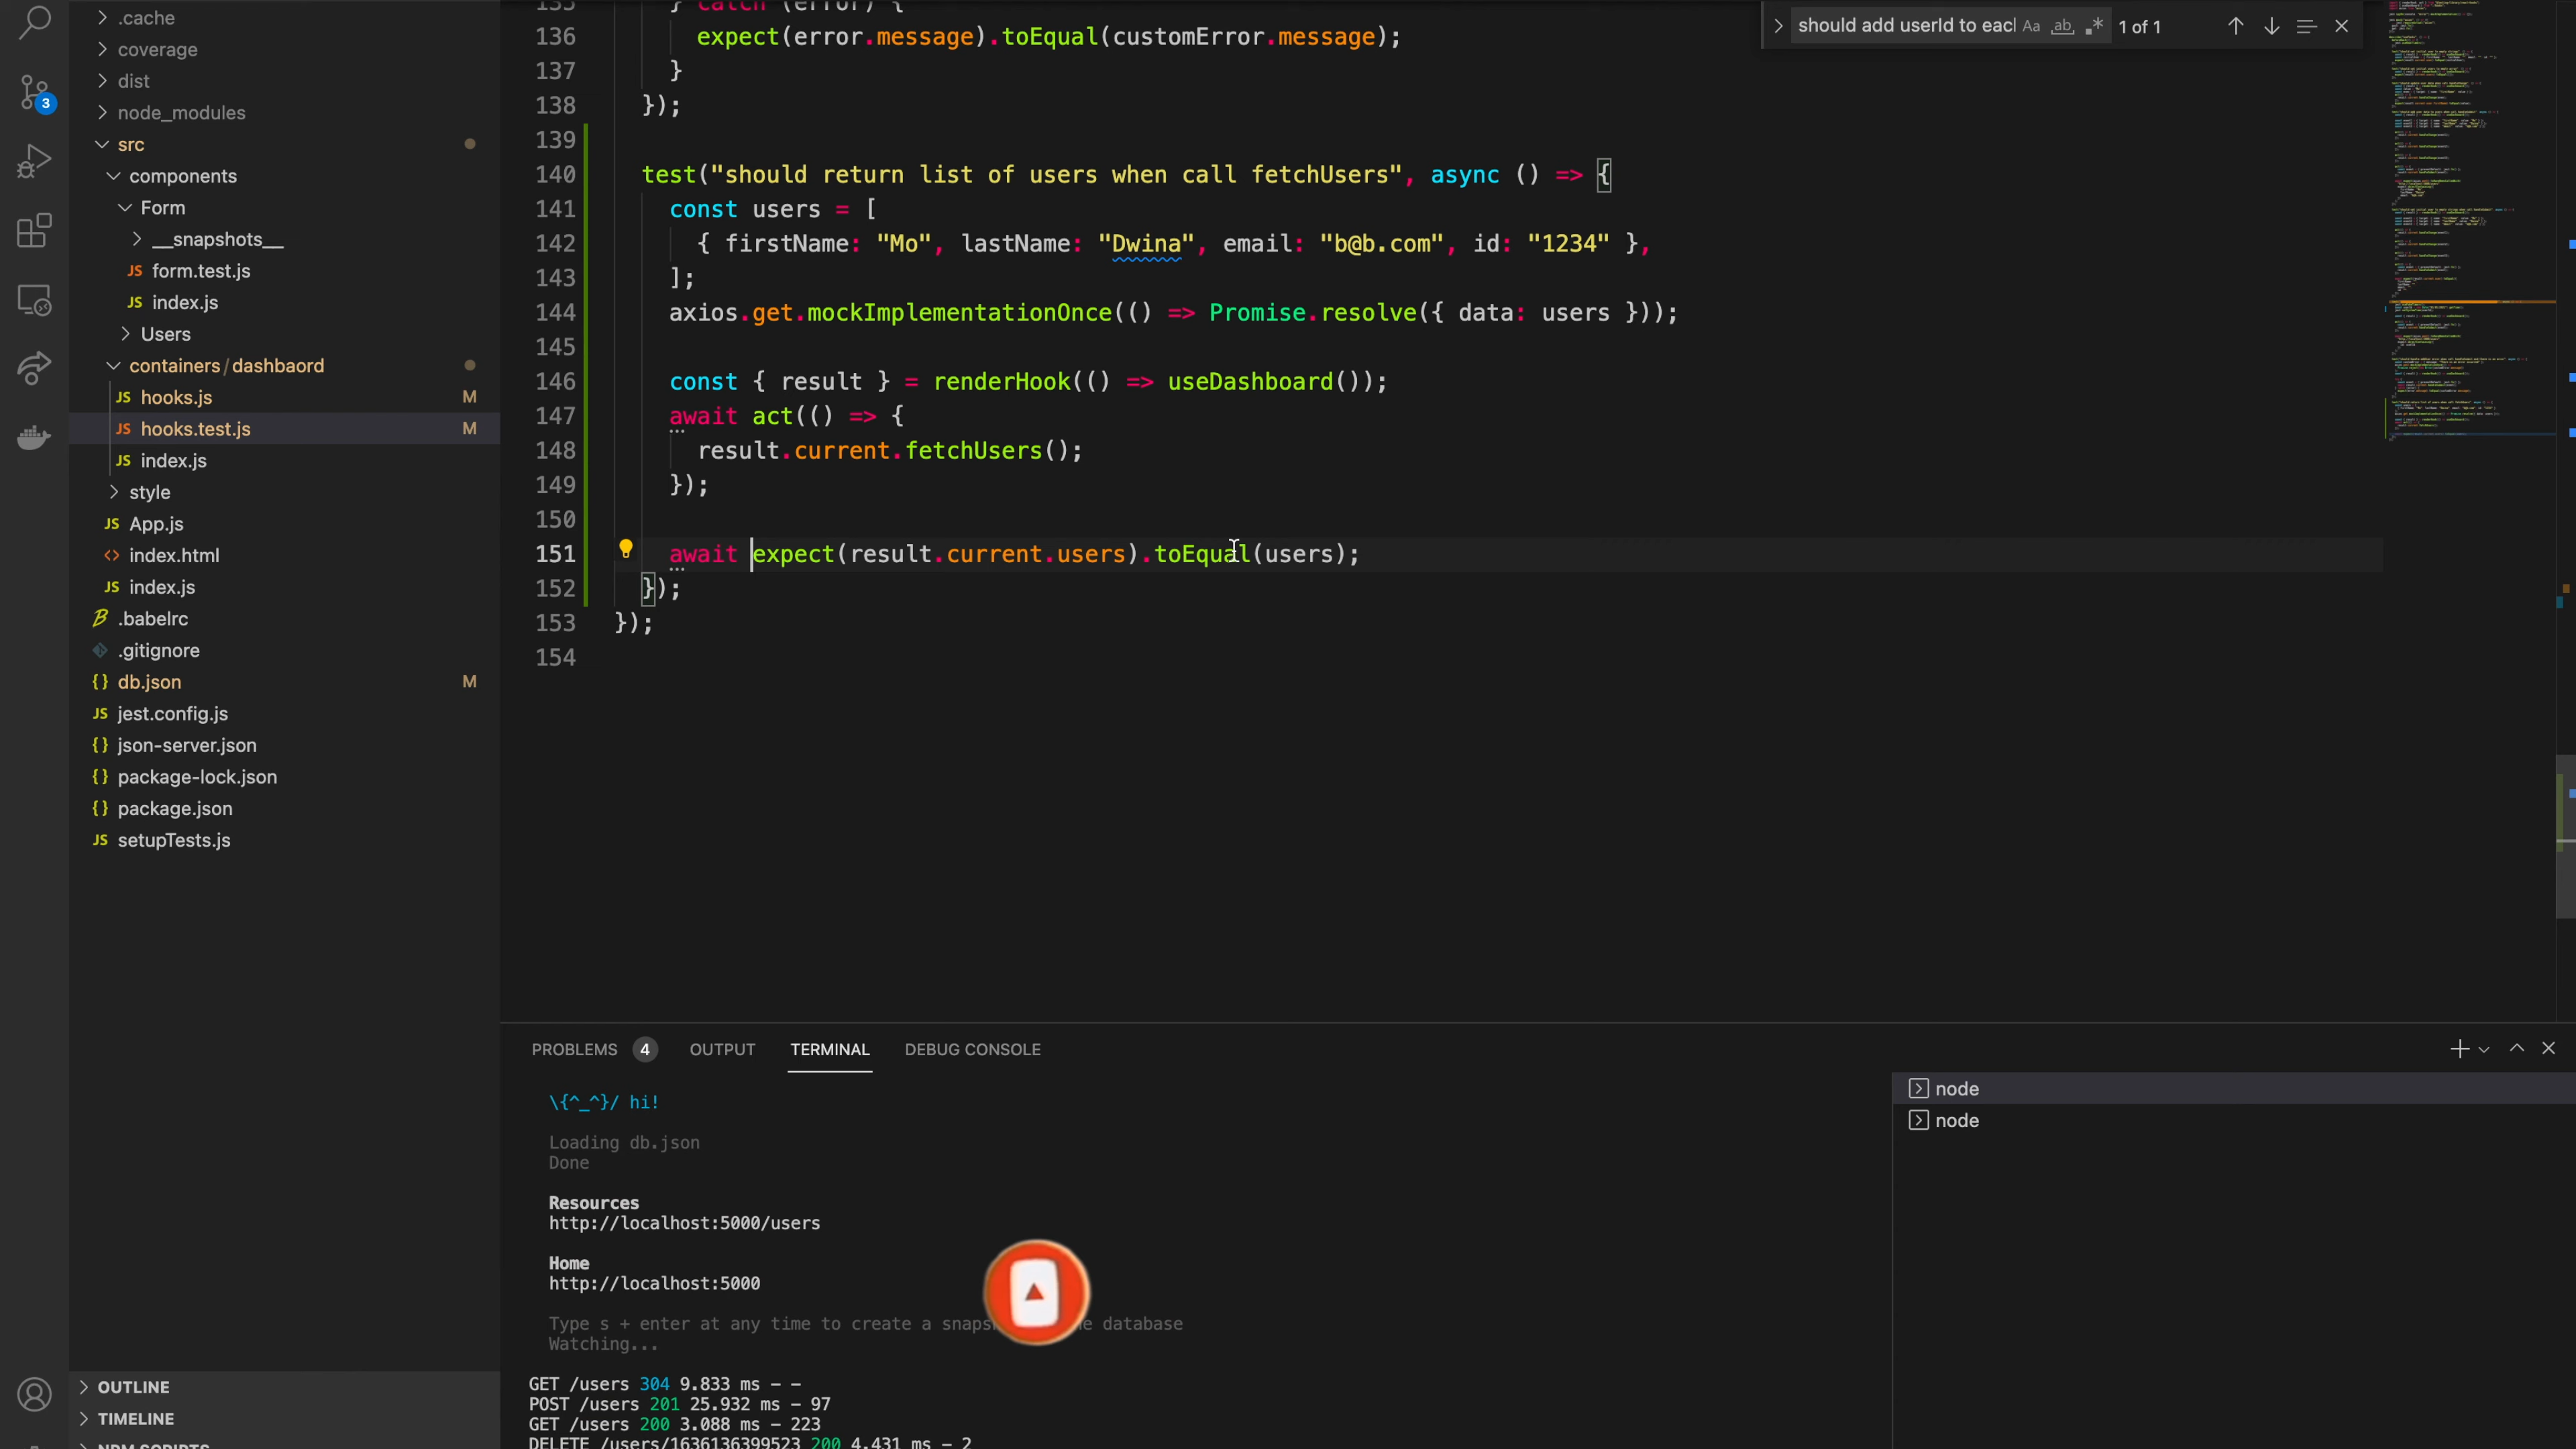 .cache
coverage
dist
node_modules
src
components
Form
__snapshots__
form.test.js
index.js
Users
containers/dashbaord
hooks.js M
hooks.test.js M
index.js
style
App.js
index.html
index.js
.babelrc
.gitignore
db.json M
jest.config.js
json-server.json
package-lock.json
package.json
setupTests.js
OUTLINE
TIMELINE
NPM SCRIPTS
3
should add userId to eac Aa ab 1 of 1
135 } catch (error) {
136 expect(error.message).toEqual(customError.message);
137 }
138 });
139
140 test("should return list of users when call fetchUsers", async () => {
141 const users = [
142 { firstName: "Mo", lastName: "Dwina", email: "b@b.com", id: "1234" },
143 ];
144 axios.get.mockImplementationOnce(() => Promise.resolve({ data: users }));
145
146 const { result } = renderHook(() => useDashboard());
147 await act(() => {
148 result.current.fetchUsers();
149 });
150
151 await expect(result.current.users).toEqual(users);
152 });
153 });
154
PROBLEMS 4 OUTPUT TERMINAL DEBUG CONSOLE
\{^_^}/ hi!
Loading db.json
Done
Resources
http://localhost:5000/users
Home
http://localhost:5000
Type s + enter at any time to create a snaps e database
Watching...
GET /users 304 9.833 ms - -
POST /users 201 25.932 ms - 97
GET /users 200 3.088 ms - 223
DELETE /users/1636136399523 200 4.431 ms - 2
node
node